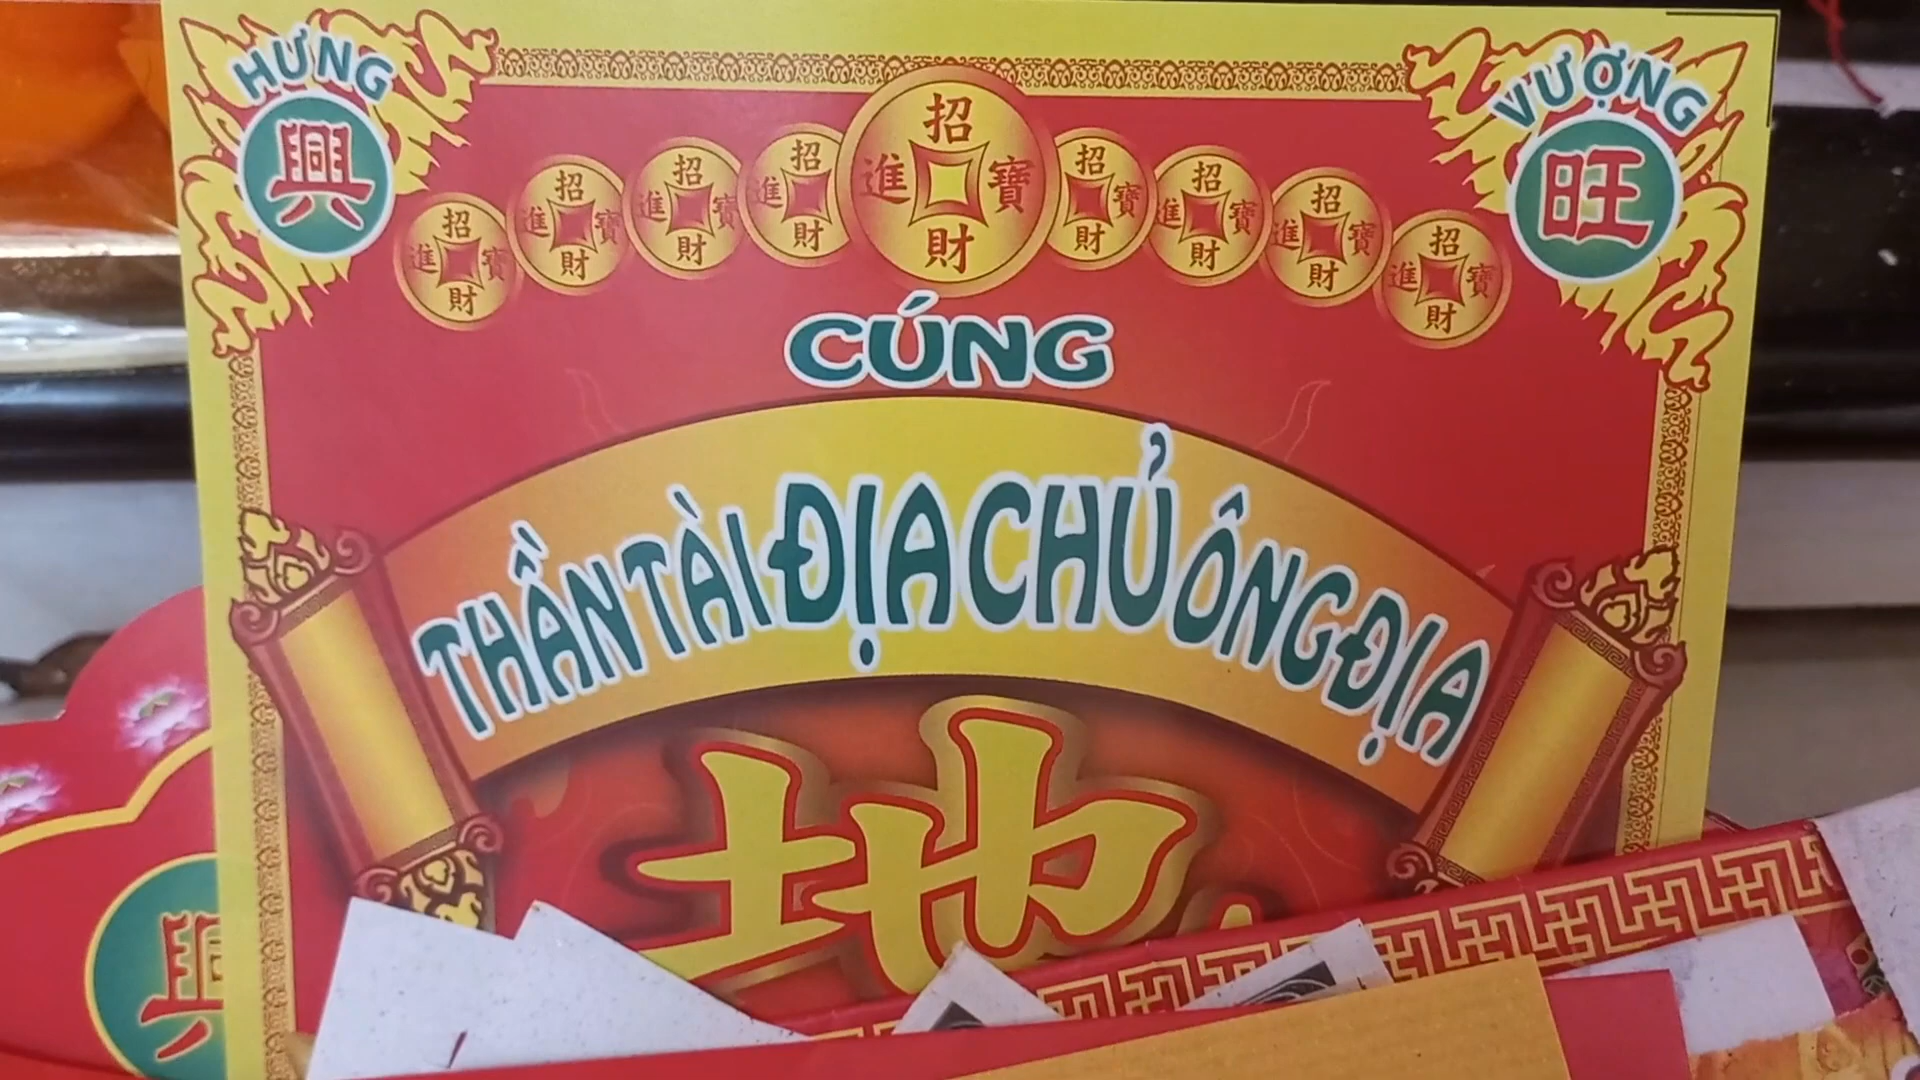 HƯNG
興
VƯỢNG
旺
招 進 寶 財
招 進 寶 財
招 進 寶 財
招 進 財
招 進 寶 財
招 寶 財
招 進 寶 財
招 進 寶 財
招 進 寶 財
CÚNG
THẦN TÀI ĐỊA CHỦ ÔNG ĐỊA
地